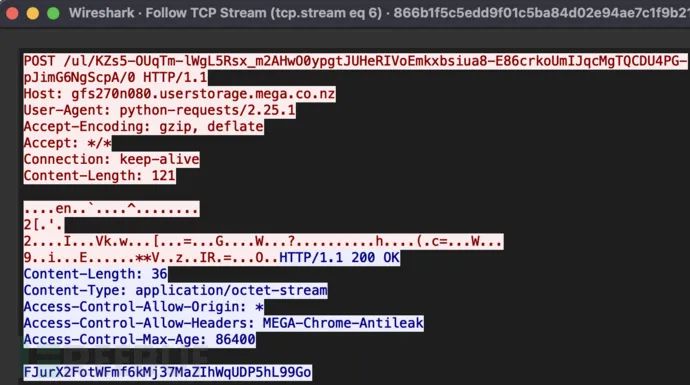 Wireshark · Follow TCP Stream (tcp.stream eq 6) · 866b1f5c5edd9f01c5ba84d02e94ae7c1f9b21
POST /ul/KZs5-OUqTm-lWgL5Rsx_m2AHwO0ypgtJUHeRIVoEmkxbsiua8-E86crkoUmIJqcMgTQCDU4PG-
pJimG6NgScpA/0 HTTP/1.1
Host: gfs270n080.userstorage.mega.co.nz
User-Agent: python-requests/2.25.1
Accept-Encoding: gzip, deflate
Accept: */*
Connection: keep-alive
Content-Length: 121
....en..`....^........
2[.'.
2....I...Vk.w...[...=...G....W...?..........h....(.c=...W...
9..i...E......**V..z..IR.=...O..HTTP/1.1 200 OK
Content-Length: 36
Content-Type: application/octet-stream
Access-Control-Allow-Origin: *
Access-Control-Allow-Headers: MEGA-Chrome-Antileak
Access-Control-Max-Age: 86400
FJurX2FotWFmf6kMj37MaZIhWqUDP5hL99Go